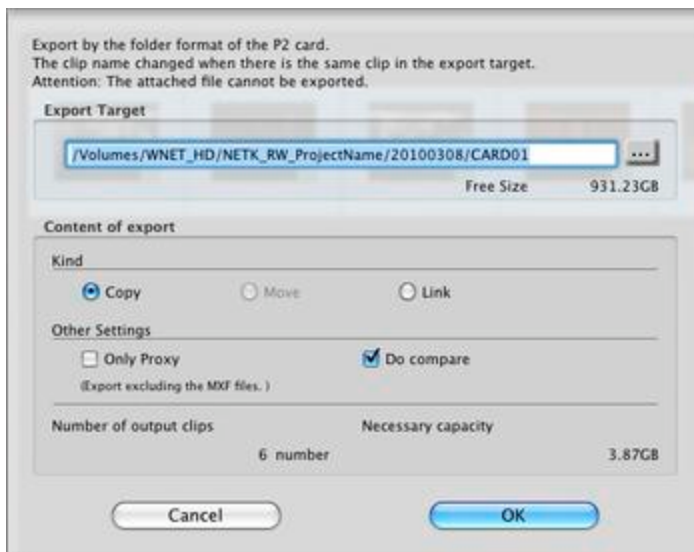 Export by the folder format of the P2 card.
The clip name changed when there is the same clip in the export target.
Attention: The attached file cannot be exported.
Export Target
/Volumes/WNET_HD/NETK_RW_ProjectName/20100308/CARD01
...
Free Size 931.23GB
Content of export
Kind
Copy Move Link
Other Settings
Only Proxy Do compare
(Export excluding the MXF files. )
Number of output clips Necessary capacity
6 number 3.87GB
Cancel OK